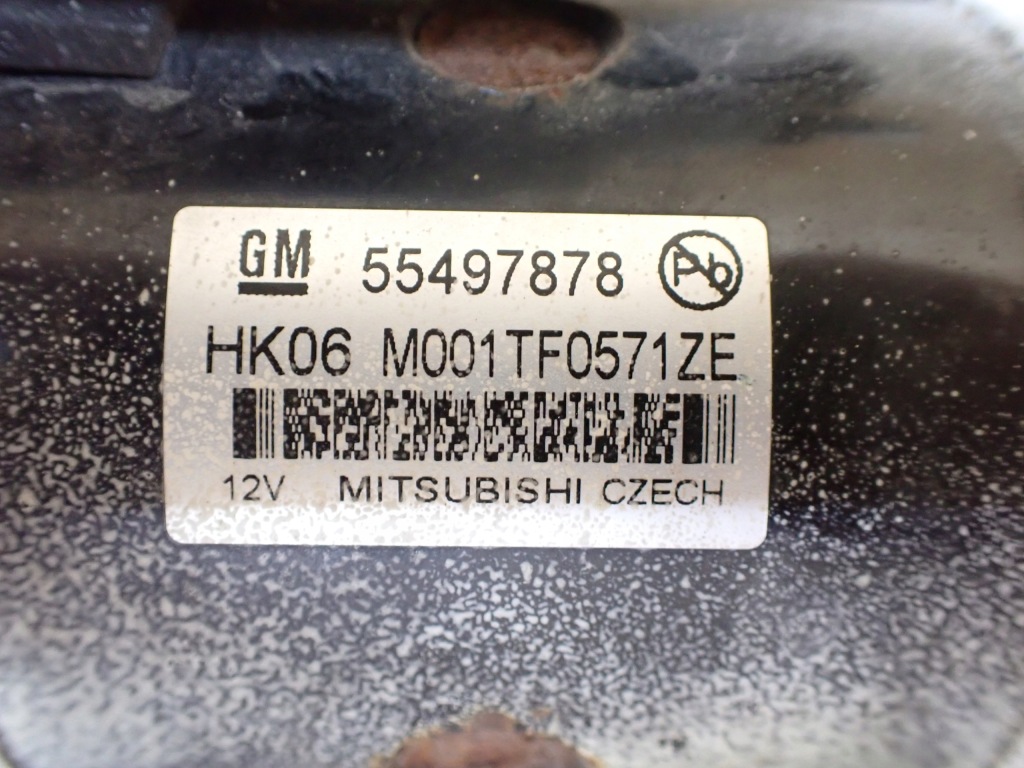 GM 55497878 Pb
HK06 M001TF0571ZE
12V MITSUBISHI CZECH